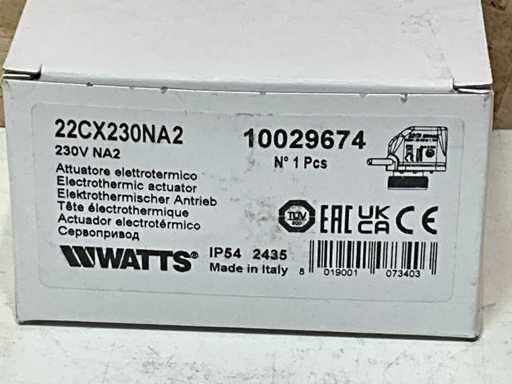 22CX230NA2
230V NA2
10029674
N° 1 Pcs
Attuatore elettrotermico
Electrothermic actuator
Elektrothermischer Antrieb
Tête électrothermique
Actuador electrotérmico
Сервопривод
TÜV
EAC
UK
CA
CE
WATTS®
IP54 2435
Made in Italy
8 019001 073403